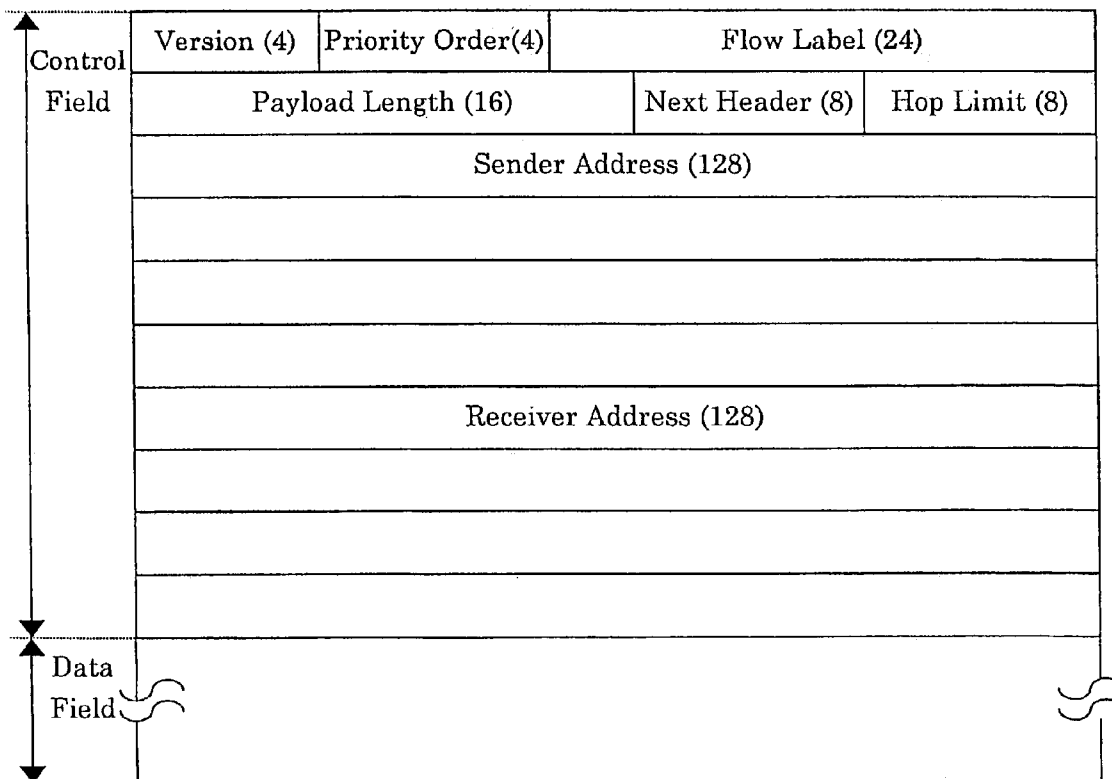 Version (4) Priority Order(4) Flow Label (24)
Control Field
Payload Length (16) Next Header (8) Hop Limit (8)
Sender Address (128)
Receiver Address (128)
Data
Field